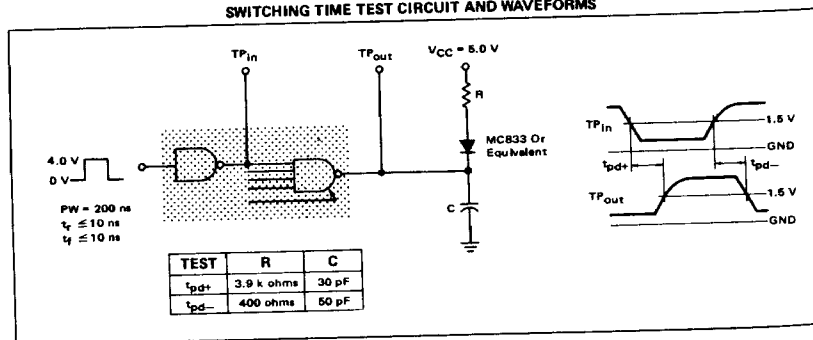 SWITCHING TIME TEST CIRCUIT AND WAVEFORMS
TPin
TPout
VCC = 5.0 V
R
MC833 Or
Equivalent
C
4.0 V
0 V
PW = 200 ns
tr ≦ 10 ns
tf ≦ 10 ns
TEST R C
tpd+ 3.9 k ohms 30 pF
tpd— 400 ohms 50 pF
TPin
1.5 V
GND
tpd+
tpd—
TPout
1.5 V
GND